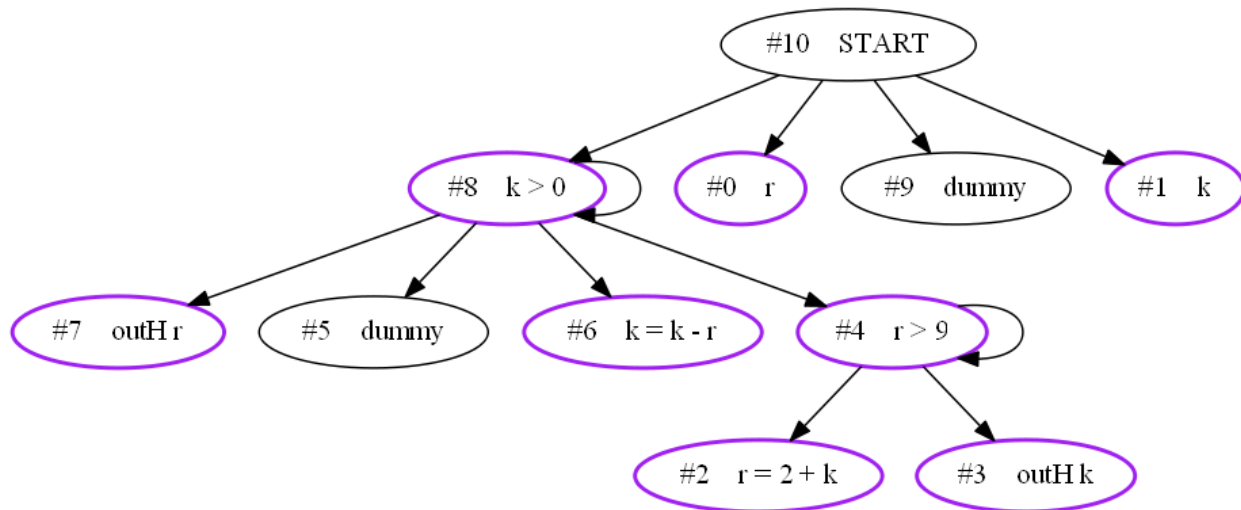 #10 START
#8 k > 0
#0 r
#9 dummy
#1 k
#7 outH r
#5 dummy
#6 k = k - r
#4 r > 9
#2 r = 2 + k
#3 outH k